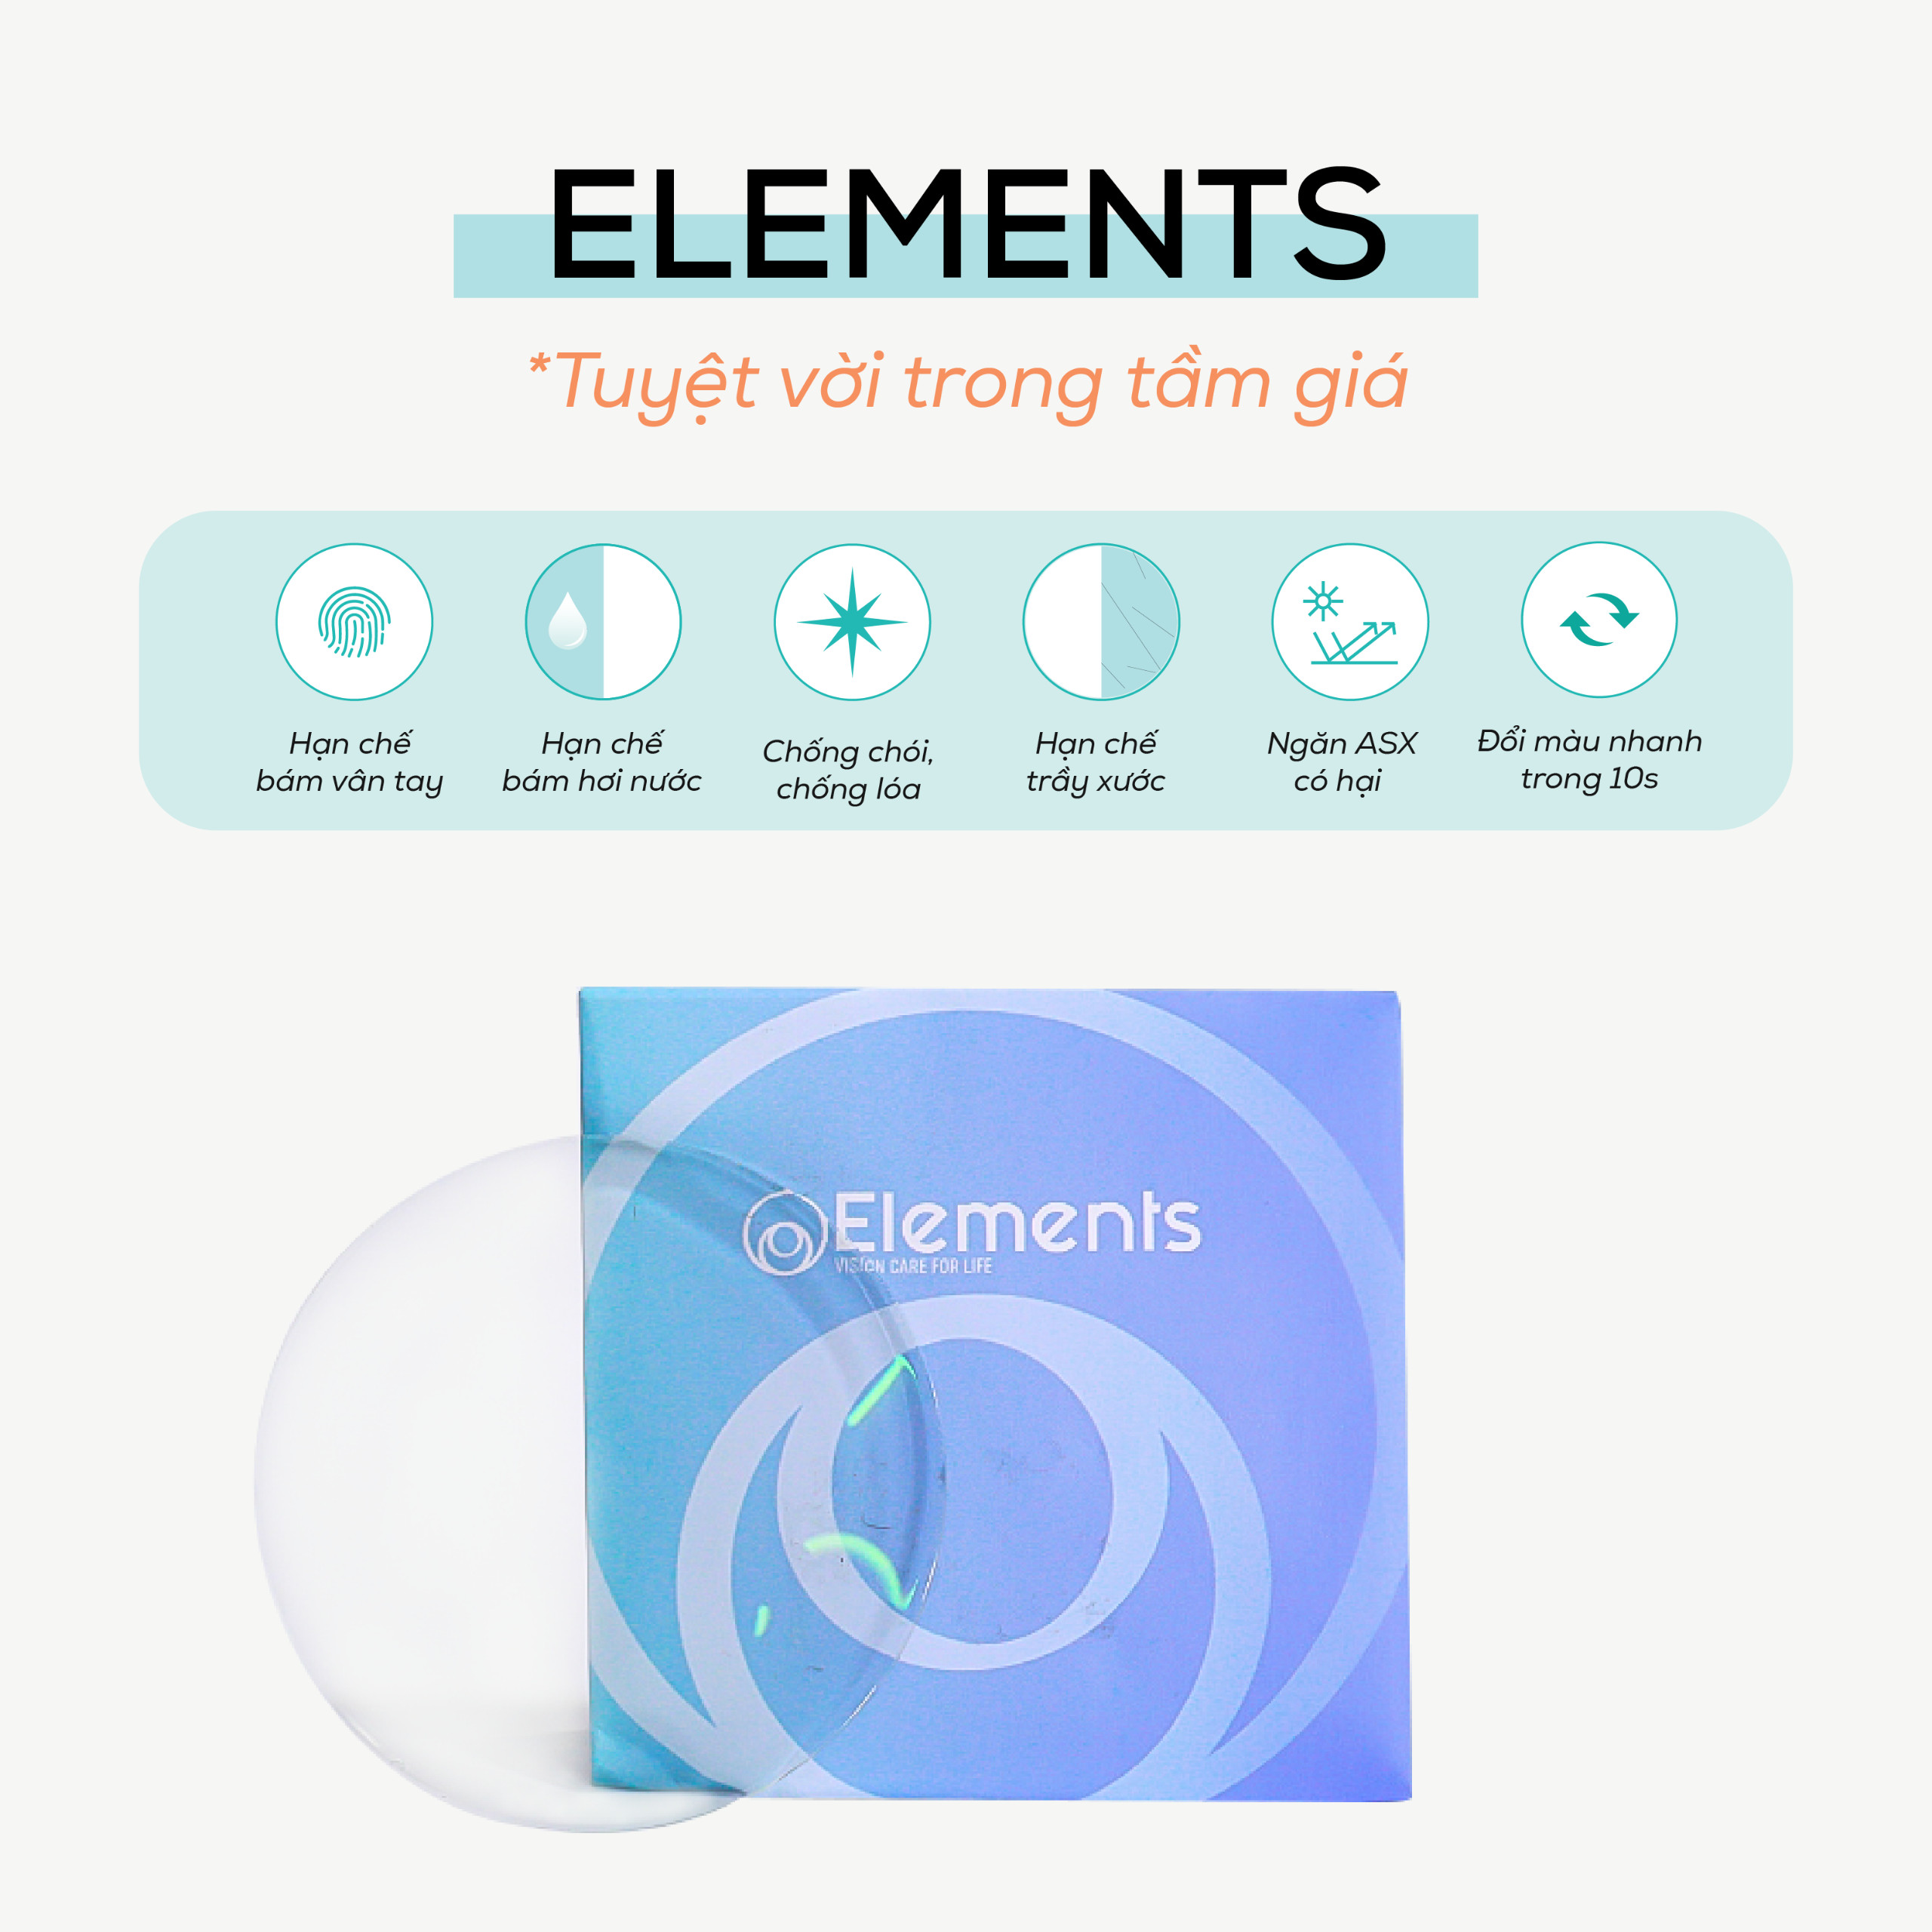 ELEMENTS
*Tuyệt vời trong tầm giá
Hạn chế
bám vân tay
Hạn chế
bám hơi nước
Chống chói,
chống lóa
Hạn chế
trầy xước
Ngăn ASX
có hại
Đổi màu nhanh
trong 10s
Elements
VISION CARE FOR LIFE